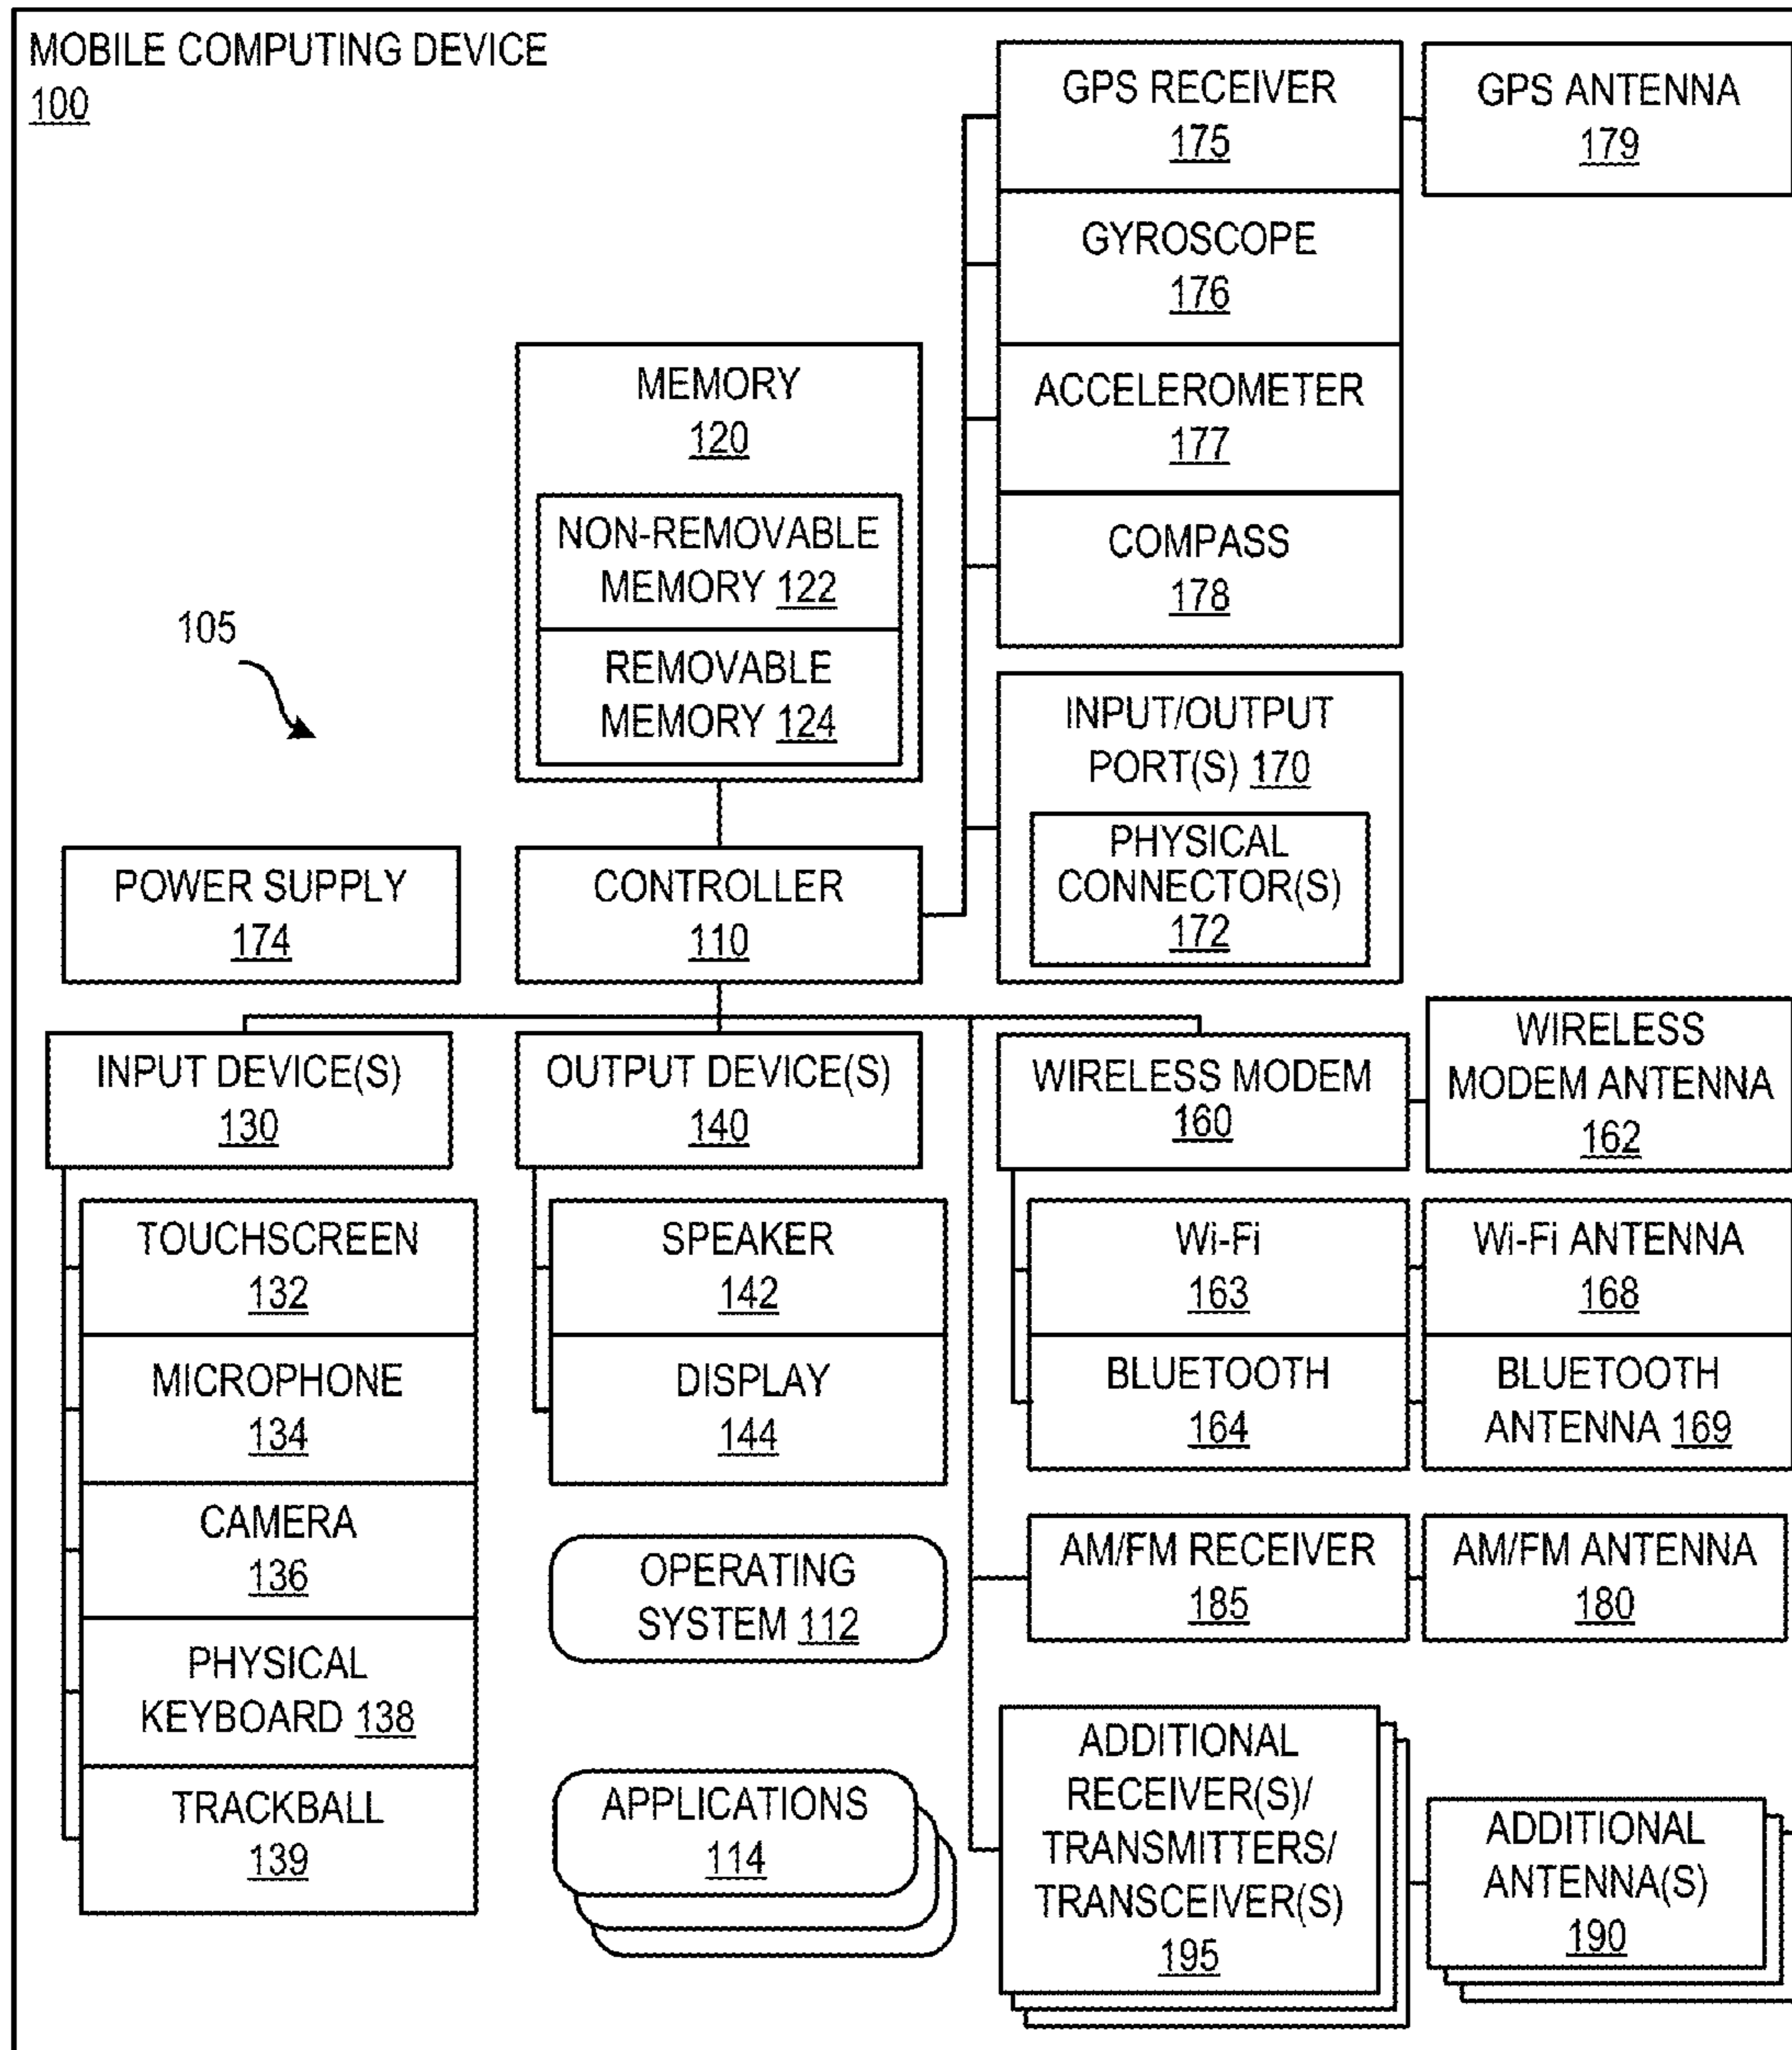 MOBILE COMPUTING DEVICE
100
GPS RECEIVER
175
GPS ANTENNA
179
GYROSCOPE
176
ACCELEROMETER
177
COMPASS
178
MEMORY
120
NON-REMOVABLE
MEMORY 122
REMOVABLE
MEMORY 124
105
INPUT/OUTPUT
PORT(S) 170
PHYSICAL
CONNECTOR(S)
172
POWER SUPPLY
174
CONTROLLER
110
INPUT DEVICE(S)
130
OUTPUT DEVICE(S)
140
WIRELESS MODEM
160
WIRELESS
MODEM ANTENNA
162
TOUCHSCREEN
132
MICROPHONE
134
CAMERA
136
PHYSICAL
KEYBOARD 138
TRACKBALL
139
SPEAKER
142
DISPLAY
144
OPERATING
SYSTEM 112
APPLICATIONS
114
Wi-Fi
163
Wi-Fi ANTENNA
168
BLUETOOTH
164
BLUETOOTH
ANTENNA 169
AM/FM RECEIVER
185
AM/FM ANTENNA
180
ADDITIONAL
RECEIVER(S)/
TRANSMITTERS/
TRANSCEIVER(S)
195
ADDITIONAL
ANTENNA(S)
190